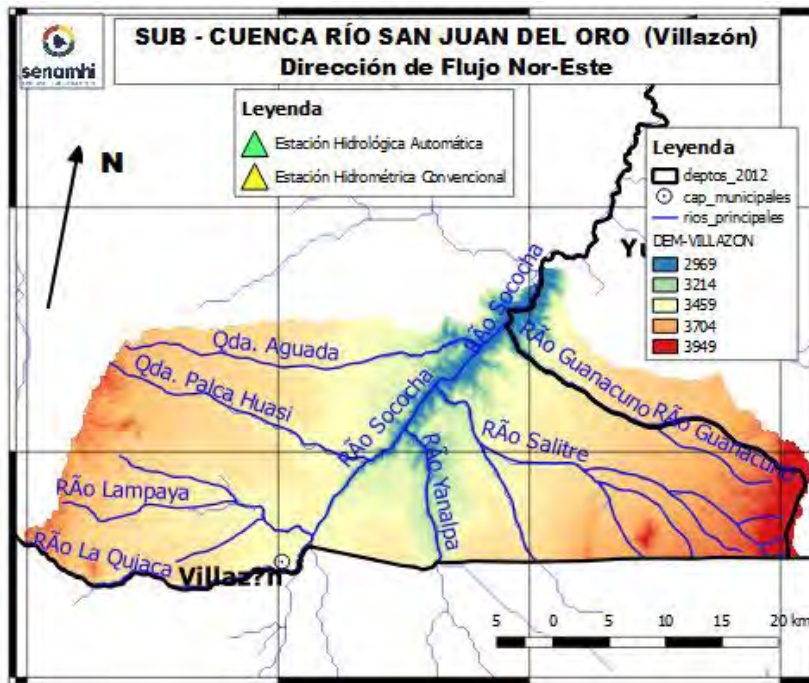 senamhi
SUB - CUENCA RÍO SAN JUAN DEL ORO (Villazón)
Dirección de Flujo Nor-Este
Leyenda
Estación Hidrológica Automática
Estación Hidrométrica Convencional
N
Leyenda
deptos_2012
cap_municipales
rios_principales
DEM-VILLAZON
2969
3214
3459
3704
3949
RÃo Sococha
Qda. Aguada
RÃo Guanacuno
Qda. Palca Huasi
RÃo Sococha
RÃo Guanacuno
RÃo Salitre
RÃo Yanalpa
RÃo Lampaya
RÃo La Quiaca
Villaz?n
5 0 5 10 15 20 km